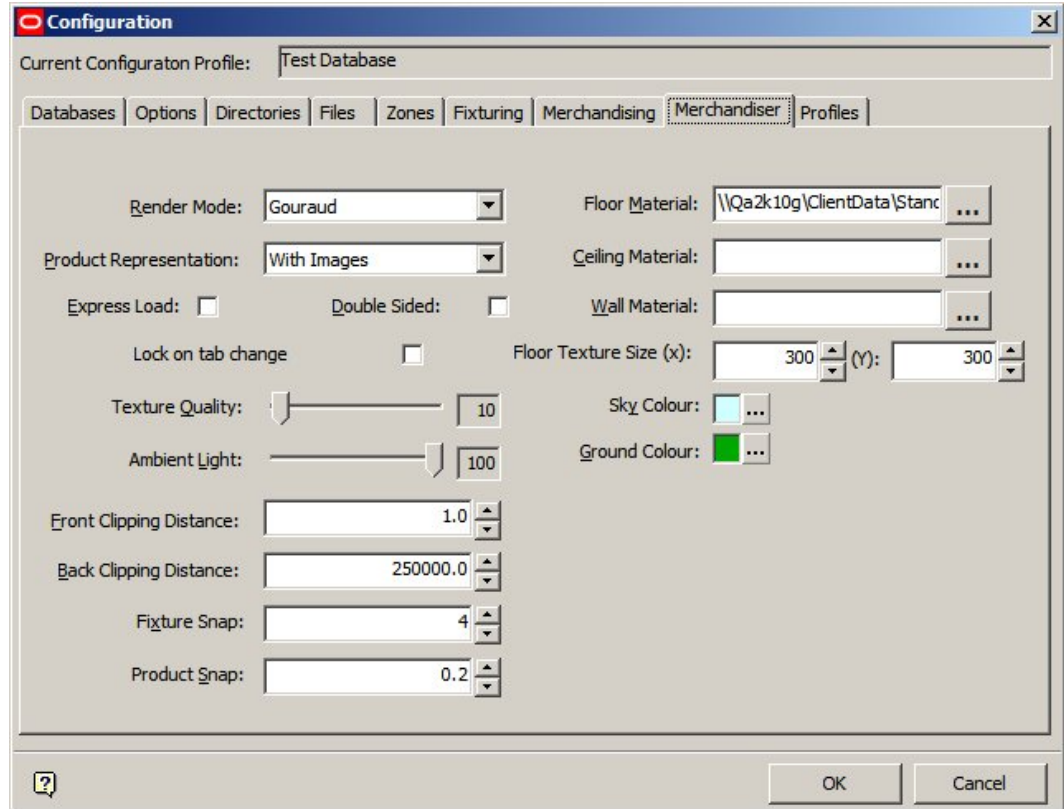 Configuration
Current Configuraton Profile: Test Database
Databases Options Directories Files Zones Fixturing Merchandising Merchandiser Profiles
Render Mode: Gouraud Floor Material: \\Qa2k10g\ClientData\Stanc ...
Product Representation: With Images Ceiling Material: ...
Express Load: Double Sided: Wall Material: ...
Lock on tab change Floor Texture Size (x): 300 (Y): 300
Texture Quality: 10 Sky Colour: ...
Ambient Light: 100 Ground Colour: ...
Front Clipping Distance: 1.0
Back Clipping Distance: 250000.0
Fixture Snap: 4
Product Snap: 0.2
? OK Cancel